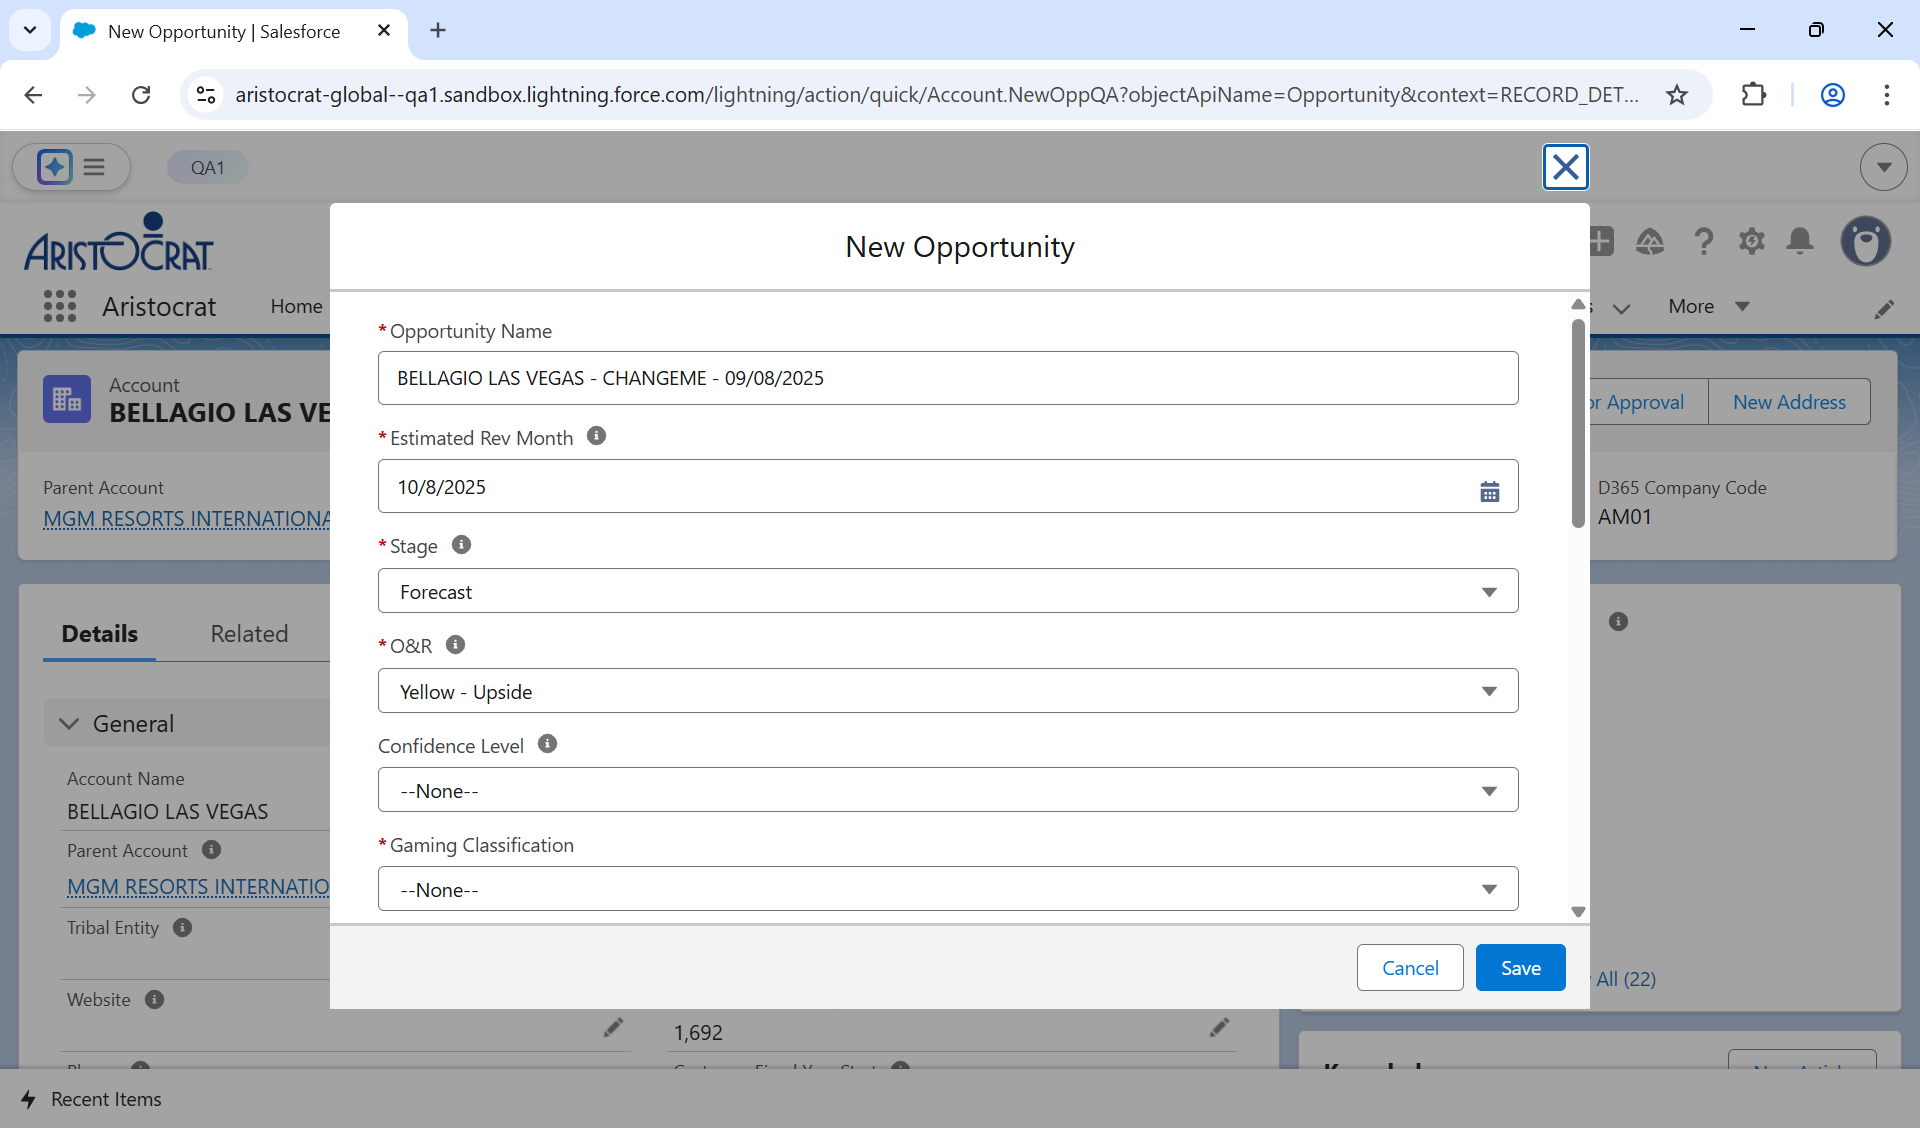 New Opportunity | Salesforce
aristocrat-global--qa1.sandbox.lightning.force.com/lightning/action/quick/Account.NewOppQA?objectApiName=Opportunity&context=RECORD_DET...
QA1
ARISTOCRAT
Aristocrat
Home
More
New Opportunity
*Opportunity Name
BELLAGIO LAS VEGAS - CHANGEME - 09/08/2025
*Estimated Rev Month
10/8/2025
*Stage
Forecast
*O&R
Yellow - Upside
Confidence Level
--None--
*Gaming Classification
--None--
Cancel
Save
Account
BELLAGIO LAS VE
or Approval
New Address
Parent Account
MGM RESORTS INTERNATIONA
D365 Company Code
AM01
Details
Related
General
Account Name
BELLAGIO LAS VEGAS
Parent Account
MGM RESORTS INTERNATIO
Tribal Entity
Website
1,692
All (22)
Recent Items